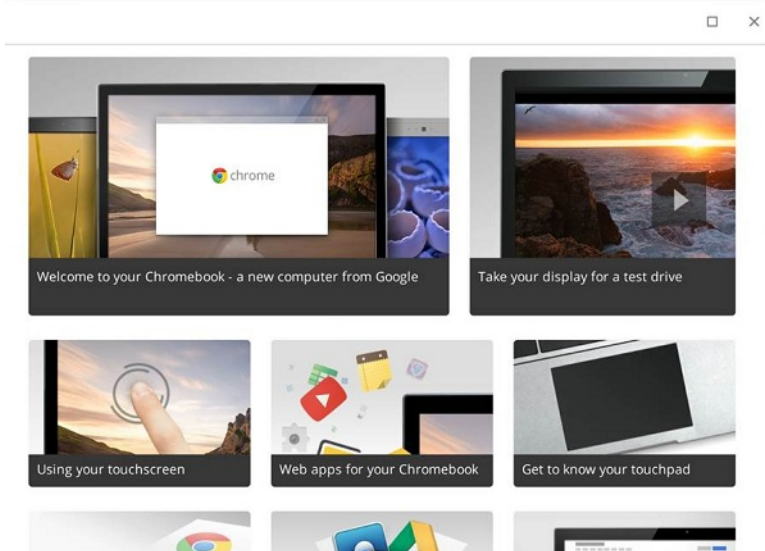 chrome
Welcome to your Chromebook - a new computer from Google
Take your display for a test drive
Using your touchscreen
Web apps for your Chromebook
Get to know your touchpad